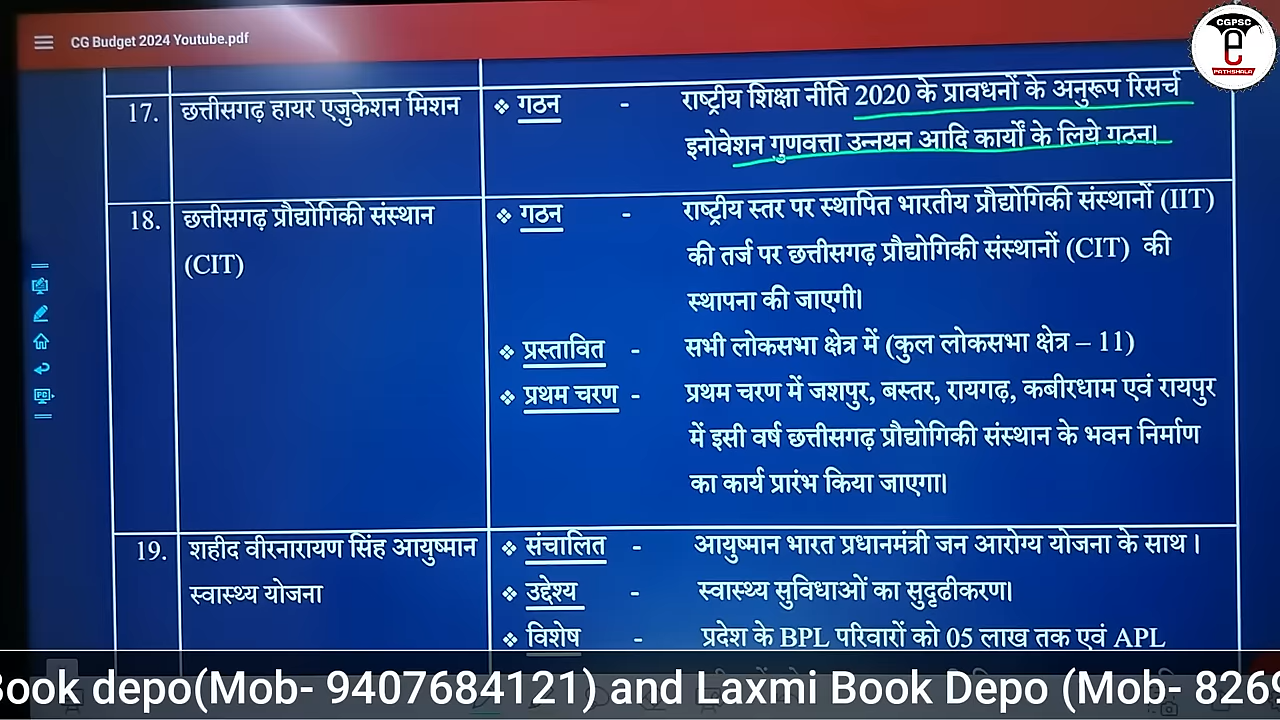 CG Budget 2024 Youtube.pdf
CGPSC
e
PATHSHALA
17. छत्तीसगढ़ हायर एजुकेशन मिशन ❖ गठन - राष्ट्रीय शिक्षा नीति 2020 के प्रावधनों के अनुरूप रिसर्च
इनोवेशन गुणवत्ता उन्नयन आदि कार्यों के लिये गठन।
18. छत्तीसगढ़ प्रौद्योगिकी संस्थान ❖ गठन - राष्ट्रीय स्तर पर स्थापित भारतीय प्रौद्योगिकी संस्थानों (IIT)
(CIT) की तर्ज पर छत्तीसगढ़ प्रौद्योगिकी संस्थानों (CIT) की
स्थापना की जाएगी।
❖ प्रस्तावित - सभी लोकसभा क्षेत्र में (कुल लोकसभा क्षेत्र – 11)
❖ प्रथम चरण - प्रथम चरण में जशपुर, बस्तर, रायगढ़, कबीरधाम एवं रायपुर
में इसी वर्ष छत्तीसगढ़ प्रौद्योगिकी संस्थान के भवन निर्माण
का कार्य प्रारंभ किया जाएगा।
19. शहीद वीरनारायण सिंह आयुष्मान ❖ संचालित - आयुष्मान भारत प्रधानमंत्री जन आरोग्य योजना के साथ।
स्वास्थ्य योजना ❖ उद्देश्य - स्वास्थ्य सुविधाओं का सुदृढीकरण।
❖ विशेष - प्रदेश के BPL परिवारों को 05 लाख तक एवं APL
Book depo(Mob- 9407684121) and Laxmi Book Depo (Mob- 8269